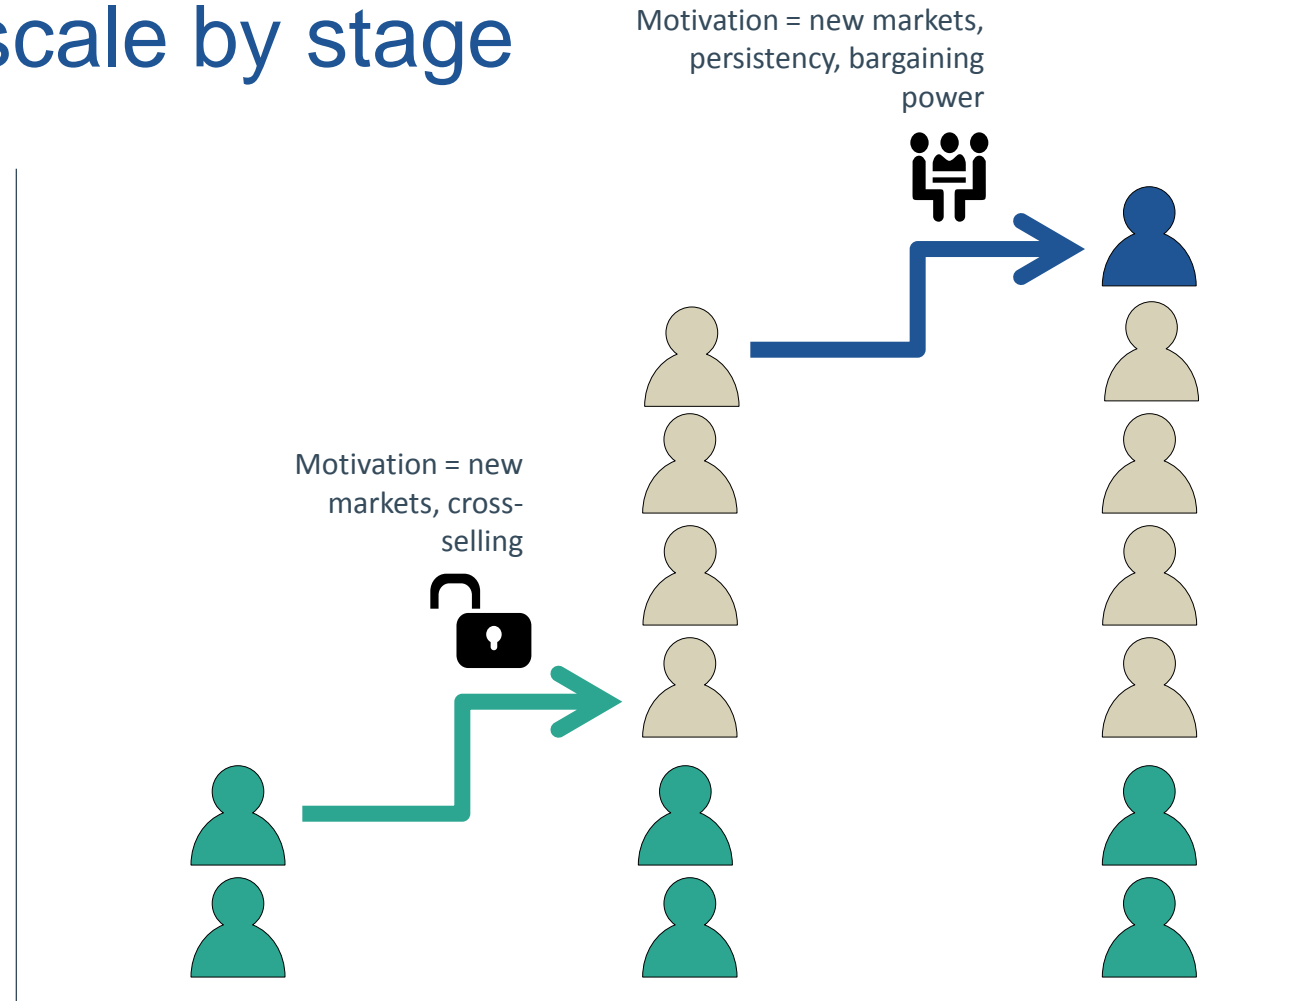 scale by stage
Motivation = new markets,
persistency, bargaining
power
Motivation = new
markets, cross-
selling